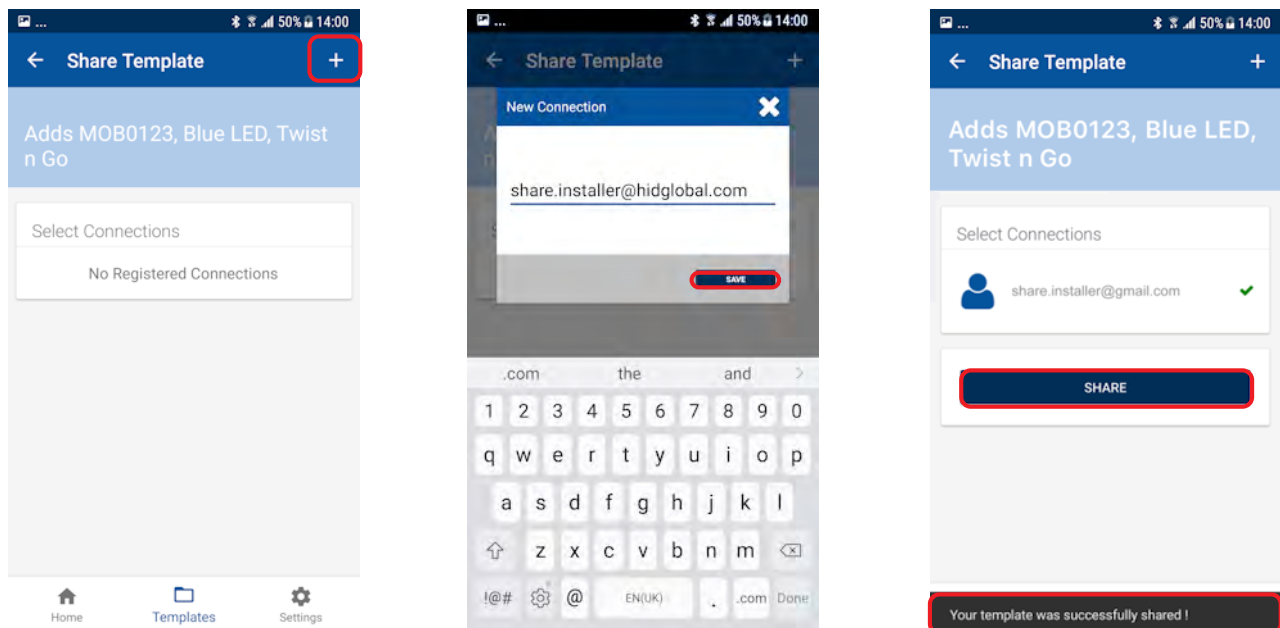 ... 50% 14:00
Share Template +
Adds MOB0123, Blue LED, Twist
n Go
Select Connections
No Registered Connections
Home Templates Settings
... 50% 14:00
Share Template +
New Connection
share.installer@hidglobal.com
SAVE
.com the and >
1 2 3 4 5 6 7 8 9 0
q w e r t y u i o p
a s d f g h j k l
z x c v b n m
!@# @ EN(UK) . .com Done
... 50% 14:00
Share Template +
Adds MOB0123, Blue LED,
Twist n Go
Select Connections
share.installer@gmail.com
SHARE
Your template was successfully shared !